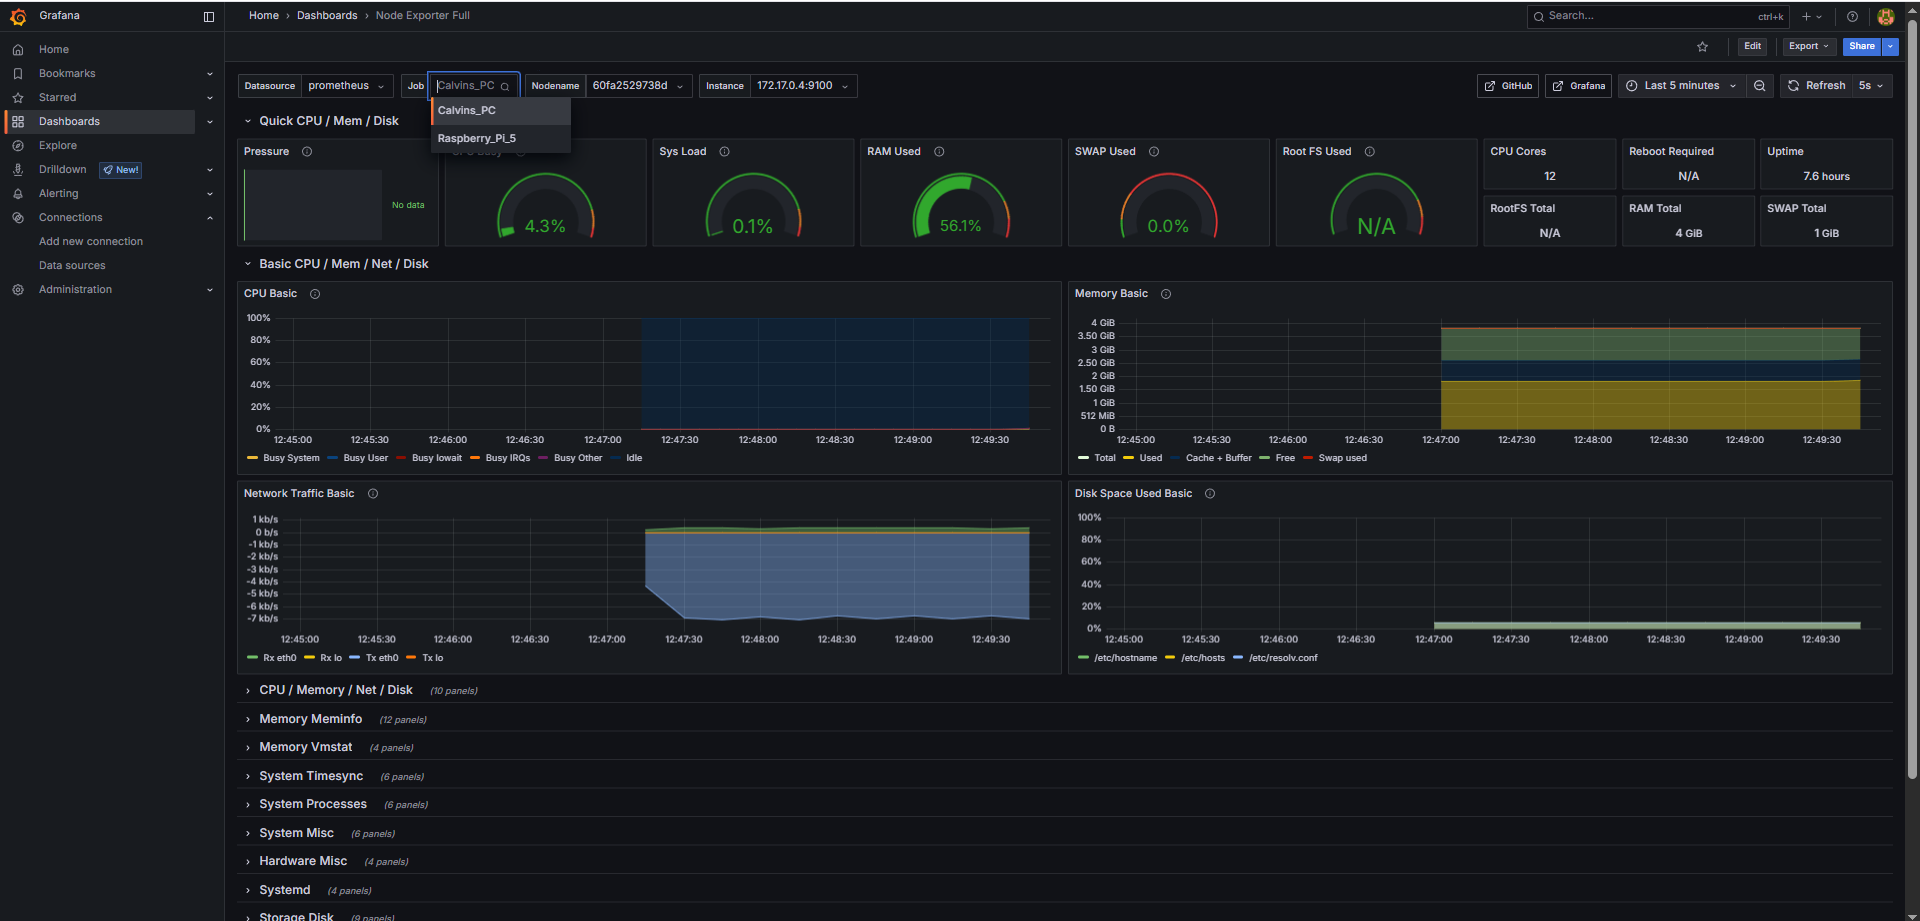 Grafana
Home › Dashboards › Node Exporter Full
Search... ctrl+k
Home
Bookmarks
Starred
Dashboards
Explore
Drilldown New!
Alerting
Connections
Add new connection
Data sources
Administration
Edit Export Share
Datasource prometheus Job Calvins_PC Nodename 60fa2529738d Instance 172.17.0.4:9100 GitHub Grafana Last 5 minutes Refresh 5s
Calvins_PC
Raspberry_Pi_5
Quick CPU / Mem / Disk
Pressure
No data
4.3%
Sys Load
0.1%
RAM Used
56.1%
SWAP Used
0.0%
Root FS Used
N/A
CPU Cores
12
Reboot Required
N/A
Uptime
7.6 hours
RootFS Total
N/A
RAM Total
4 GiB
SWAP Total
1 GiB
Basic CPU / Mem / Net / Disk
CPU Basic
100%
80%
60%
40%
20%
0%
12:45:00 12:45:30 12:46:00 12:46:30 12:47:00 12:47:30 12:48:00 12:48:30 12:49:00 12:49:30
Busy System Busy User Busy Iowait Busy IRQs Busy Other Idle
Memory Basic
4 GiB
3.50 GiB
3 GiB
2.50 GiB
2 GiB
1.50 GiB
1 GiB
512 MiB
0 B
12:45:00 12:45:30 12:46:00 12:46:30 12:47:00 12:47:30 12:48:00 12:48:30 12:49:00 12:49:30
Total Used Cache + Buffer Free Swap used
Network Traffic Basic
1 kb/s
0 b/s
-1 kb/s
-2 kb/s
-3 kb/s
-4 kb/s
-5 kb/s
-6 kb/s
-7 kb/s
12:45:00 12:45:30 12:46:00 12:46:30 12:47:00 12:47:30 12:48:00 12:48:30 12:49:00 12:49:30
Rx eth0 Rx lo Tx eth0 Tx lo
Disk Space Used Basic
100%
80%
60%
40%
20%
0%
12:45:00 12:45:30 12:46:00 12:46:30 12:47:00 12:47:30 12:48:00 12:48:30 12:49:00 12:49:30
/etc/hostname /etc/hosts /etc/resolv.conf
CPU / Memory / Net / Disk (10 panels)
Memory Meminfo (12 panels)
Memory Vmstat (4 panels)
System Timesync (6 panels)
System Processes (6 panels)
System Misc (6 panels)
Hardware Misc (4 panels)
Systemd (4 panels)
Storage Disk (9 panels)